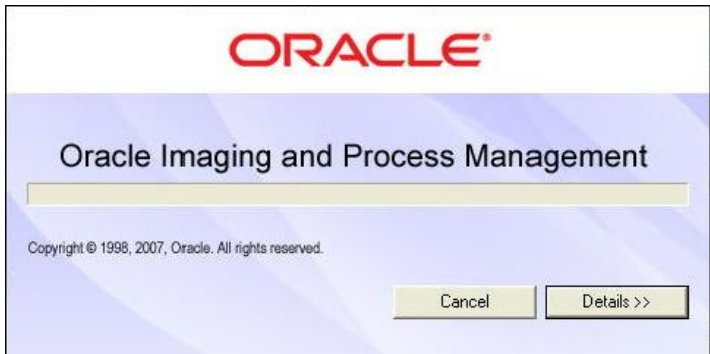 ORACLE®
Oracle Imaging and Process Management
Copyright © 1998, 2007, Oracle. All rights reserved.
Cancel
Details >>